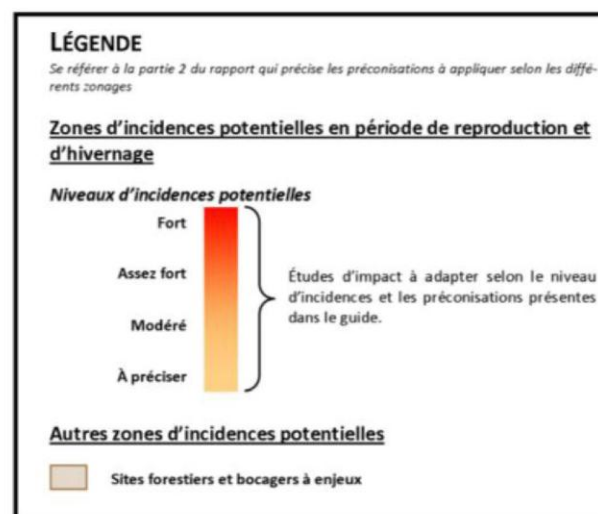 LÉGENDE
Se référer à la partie 2 du rapport qui précise les préconisations à appliquer selon les diffé-
rents zonages
Zones d'incidences potentielles en période de reproduction et
d'hivernage
Niveaux d'incidences potentielles
Fort
Assez fort
Modéré
À préciser
Études d'impact à adapter selon le niveau
d'incidences et les préconisations présentes
dans le guide.
Autres zones d'incidences potentielles
Sites forestiers et bocagers à enjeux